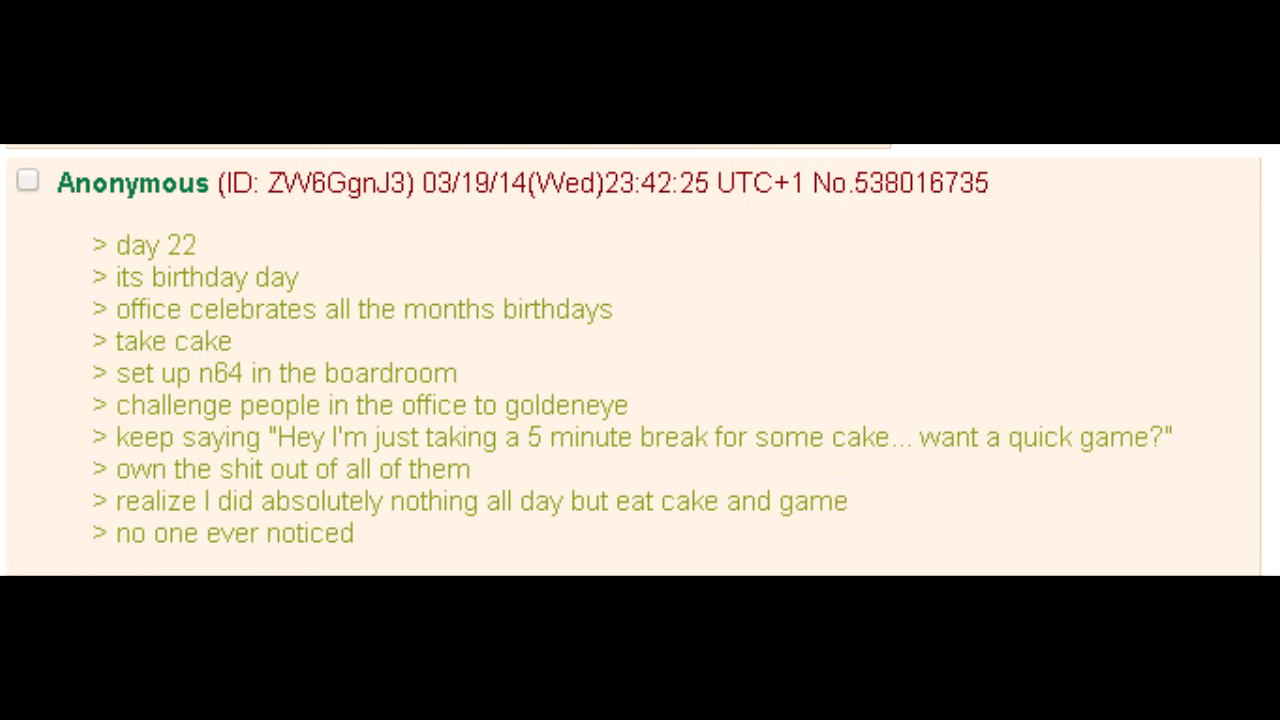 Anonymous (ID: ZW6GgnJ3) 03/19/14(Wed)23:42:25 UTC+1 No.538016735
> day 22
> its birthday day
> office celebrates all the months birthdays
> take cake
> set up n64 in the boardroom
> challenge people in the office to goldeneye
> keep saying "Hey I'm just taking a 5 minute break for some cake... want a quick game?"
> own the shit out of all of them
> realize I did absolutely nothing all day but eat cake and game
> no one ever noticed